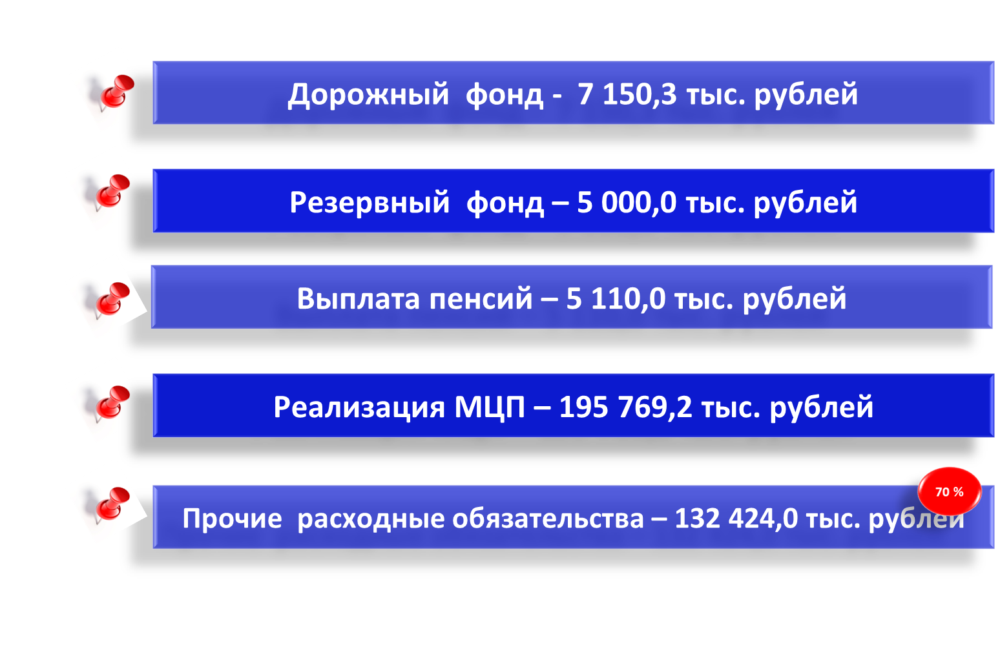 Дорожный фонд - 7 150,3 тыс. рублей
Резервный фонд – 5 000,0 тыс. рублей
Выплата пенсий – 5 110,0 тыс. рублей
Реализация МЦП – 195 769,2 тыс. рублей
70 %
Прочие расходные обязательства – 132 424,0 тыс. рублей